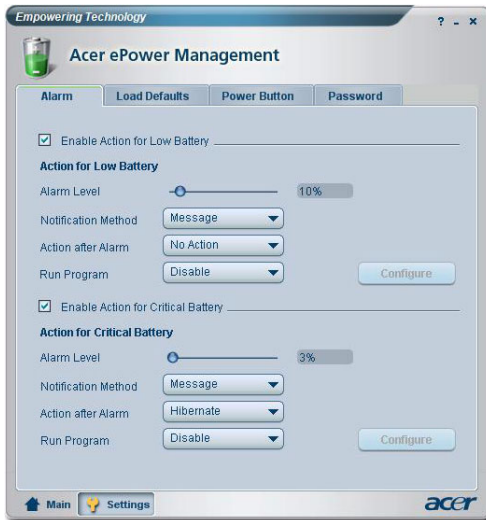 Empowering Technology
? - x
Acer ePower Management
Alarm Load Defaults Power Button Password
Enable Action for Low Battery
Action for Low Battery
Alarm Level 10%
Notification Method Message
Action after Alarm No Action
Run Program Disable Configure
Enable Action for Critical Battery
Action for Critical Battery
Alarm Level 3%
Notification Method Message
Action after Alarm Hibernate
Run Program Disable Configure
Main Settings acer